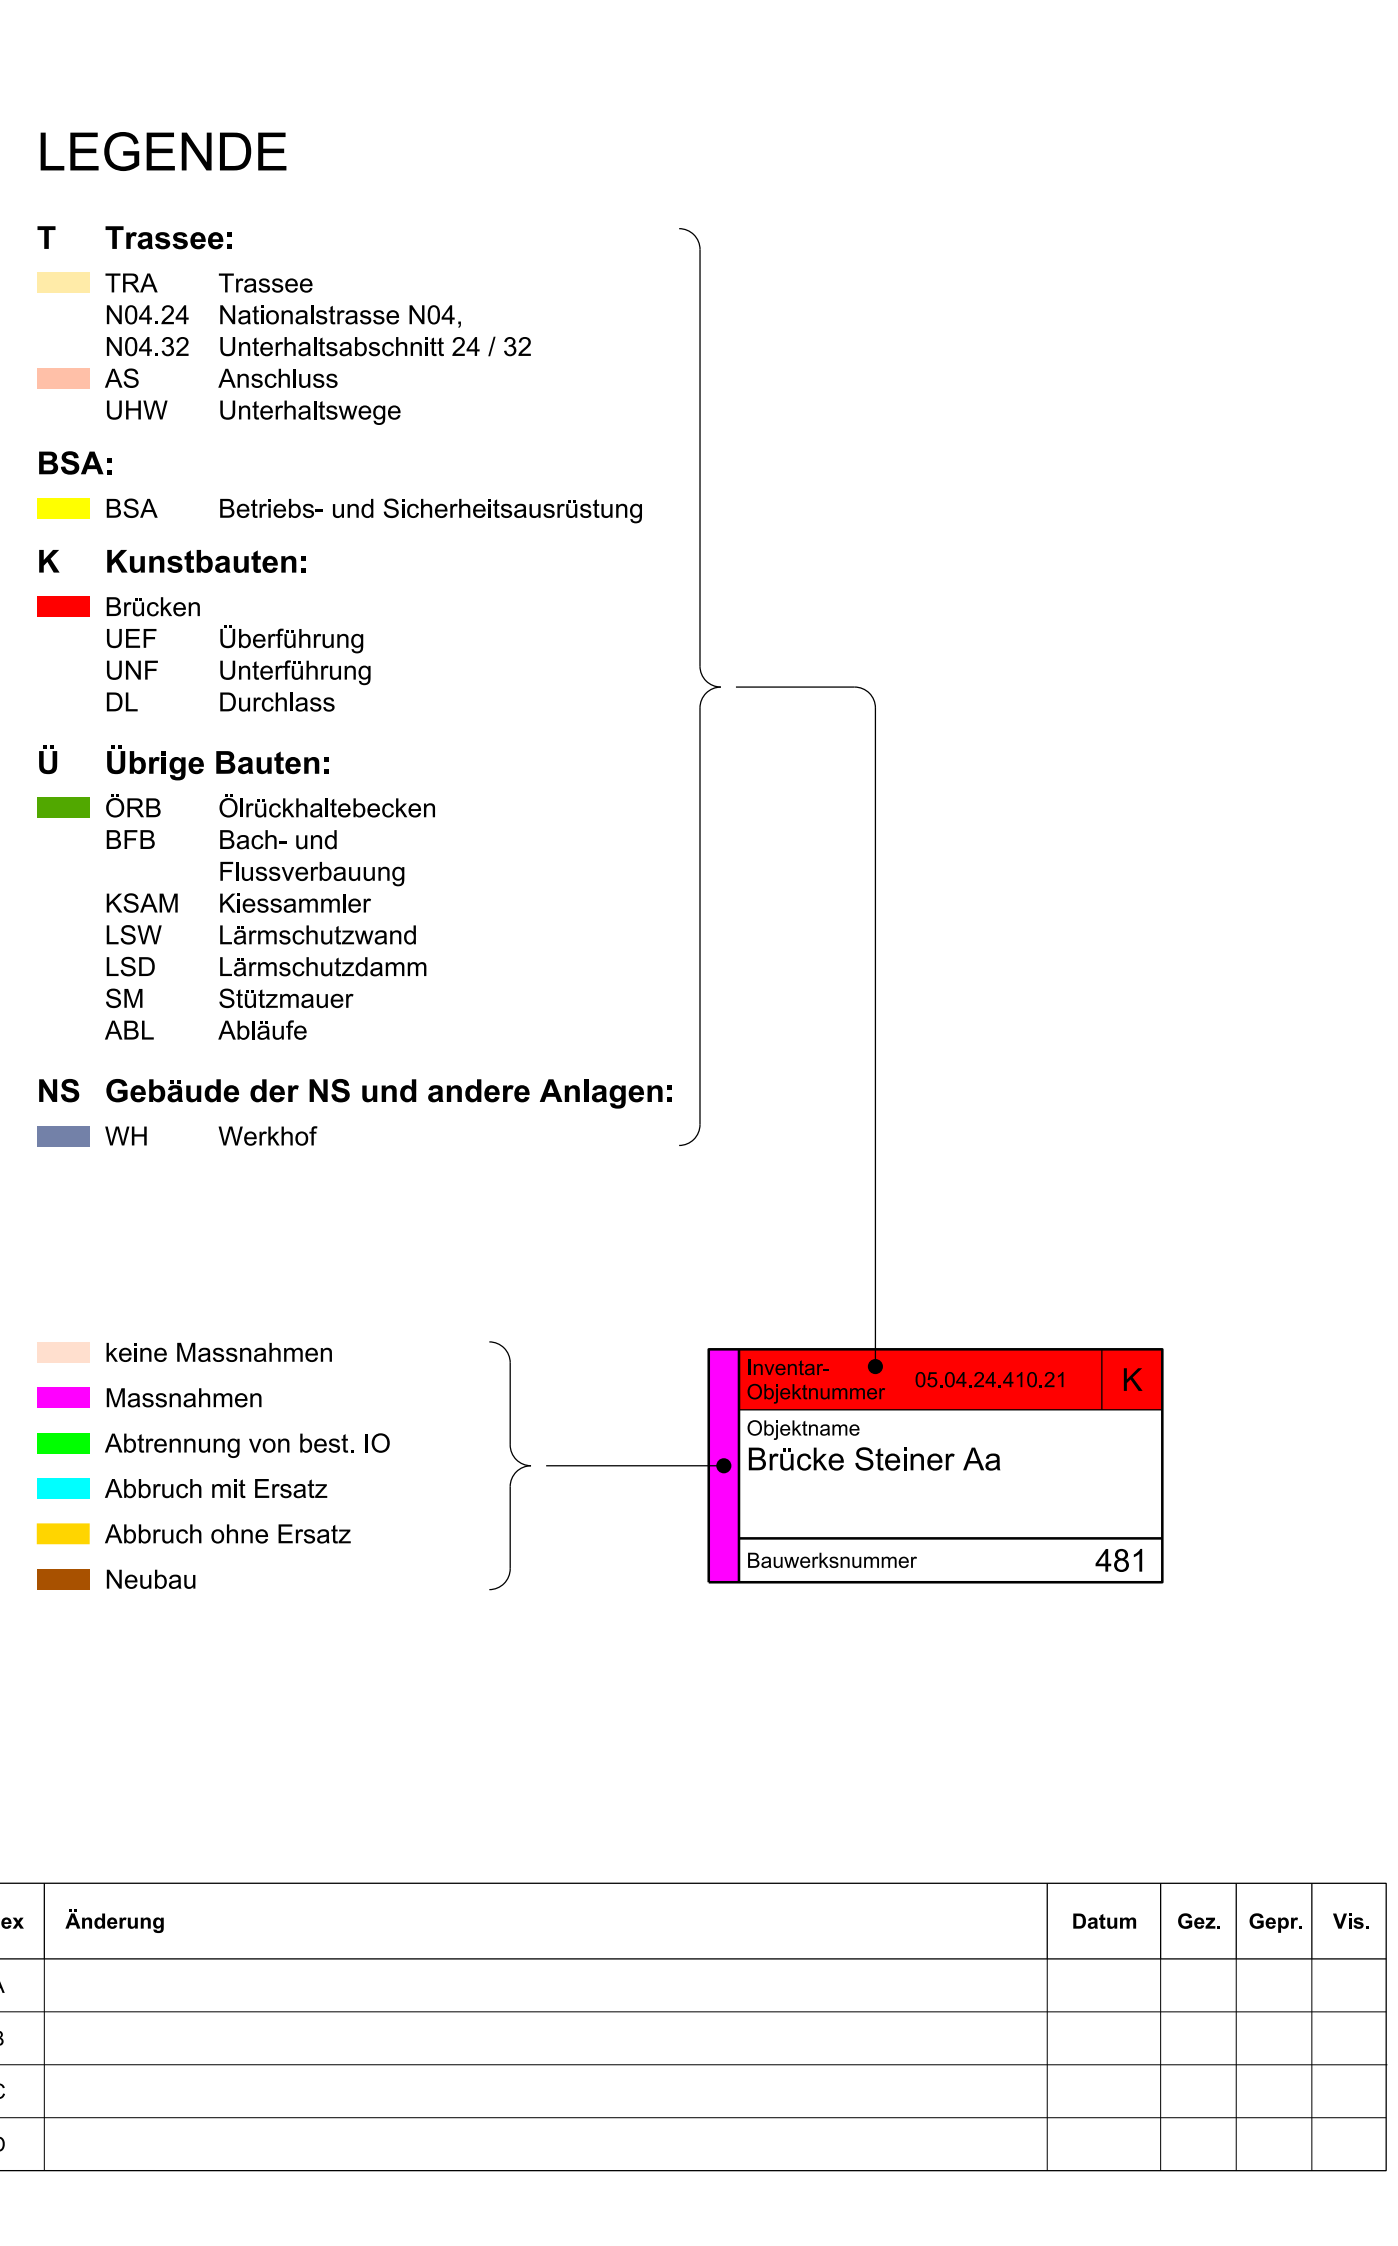 LEGENDE
T Trassee:
TRA Trassee
N04.24 Nationalstrasse N04,
N04.32 Unterhaltsabschnitt 24 / 32
AS Anschluss
UHW Unterhaltswege
BSA:
BSA Betriebs- und Sicherheitsausrüstung
K Kunstbauten:
Brücken
UEF Überführung
UNF Unterführung
DL Durchlass
Ü Übrige Bauten:
ÖRB Ölrückhaltebecken
BFB Bach- und
Flussverbauung
KSAM Kiessammler
LSW Lärmschutzwand
LSD Lärmschutzdamm
SM Stützmauer
ABL Abläufe
NS Gebäude der NS und andere Anlagen:
WH Werkhof
keine Massnahmen
Massnahmen
Abtrennung von best. IO
Abbruch mit Ersatz
Abbruch ohne Ersatz
Neubau
Inventar-
Objektnummer 05.04.24.410.21 K
Objektname
Brücke Steiner Aa
Bauwerksnummer 481
ex Änderung Datum Gez. Gepr. Vis.
A
B
C
D